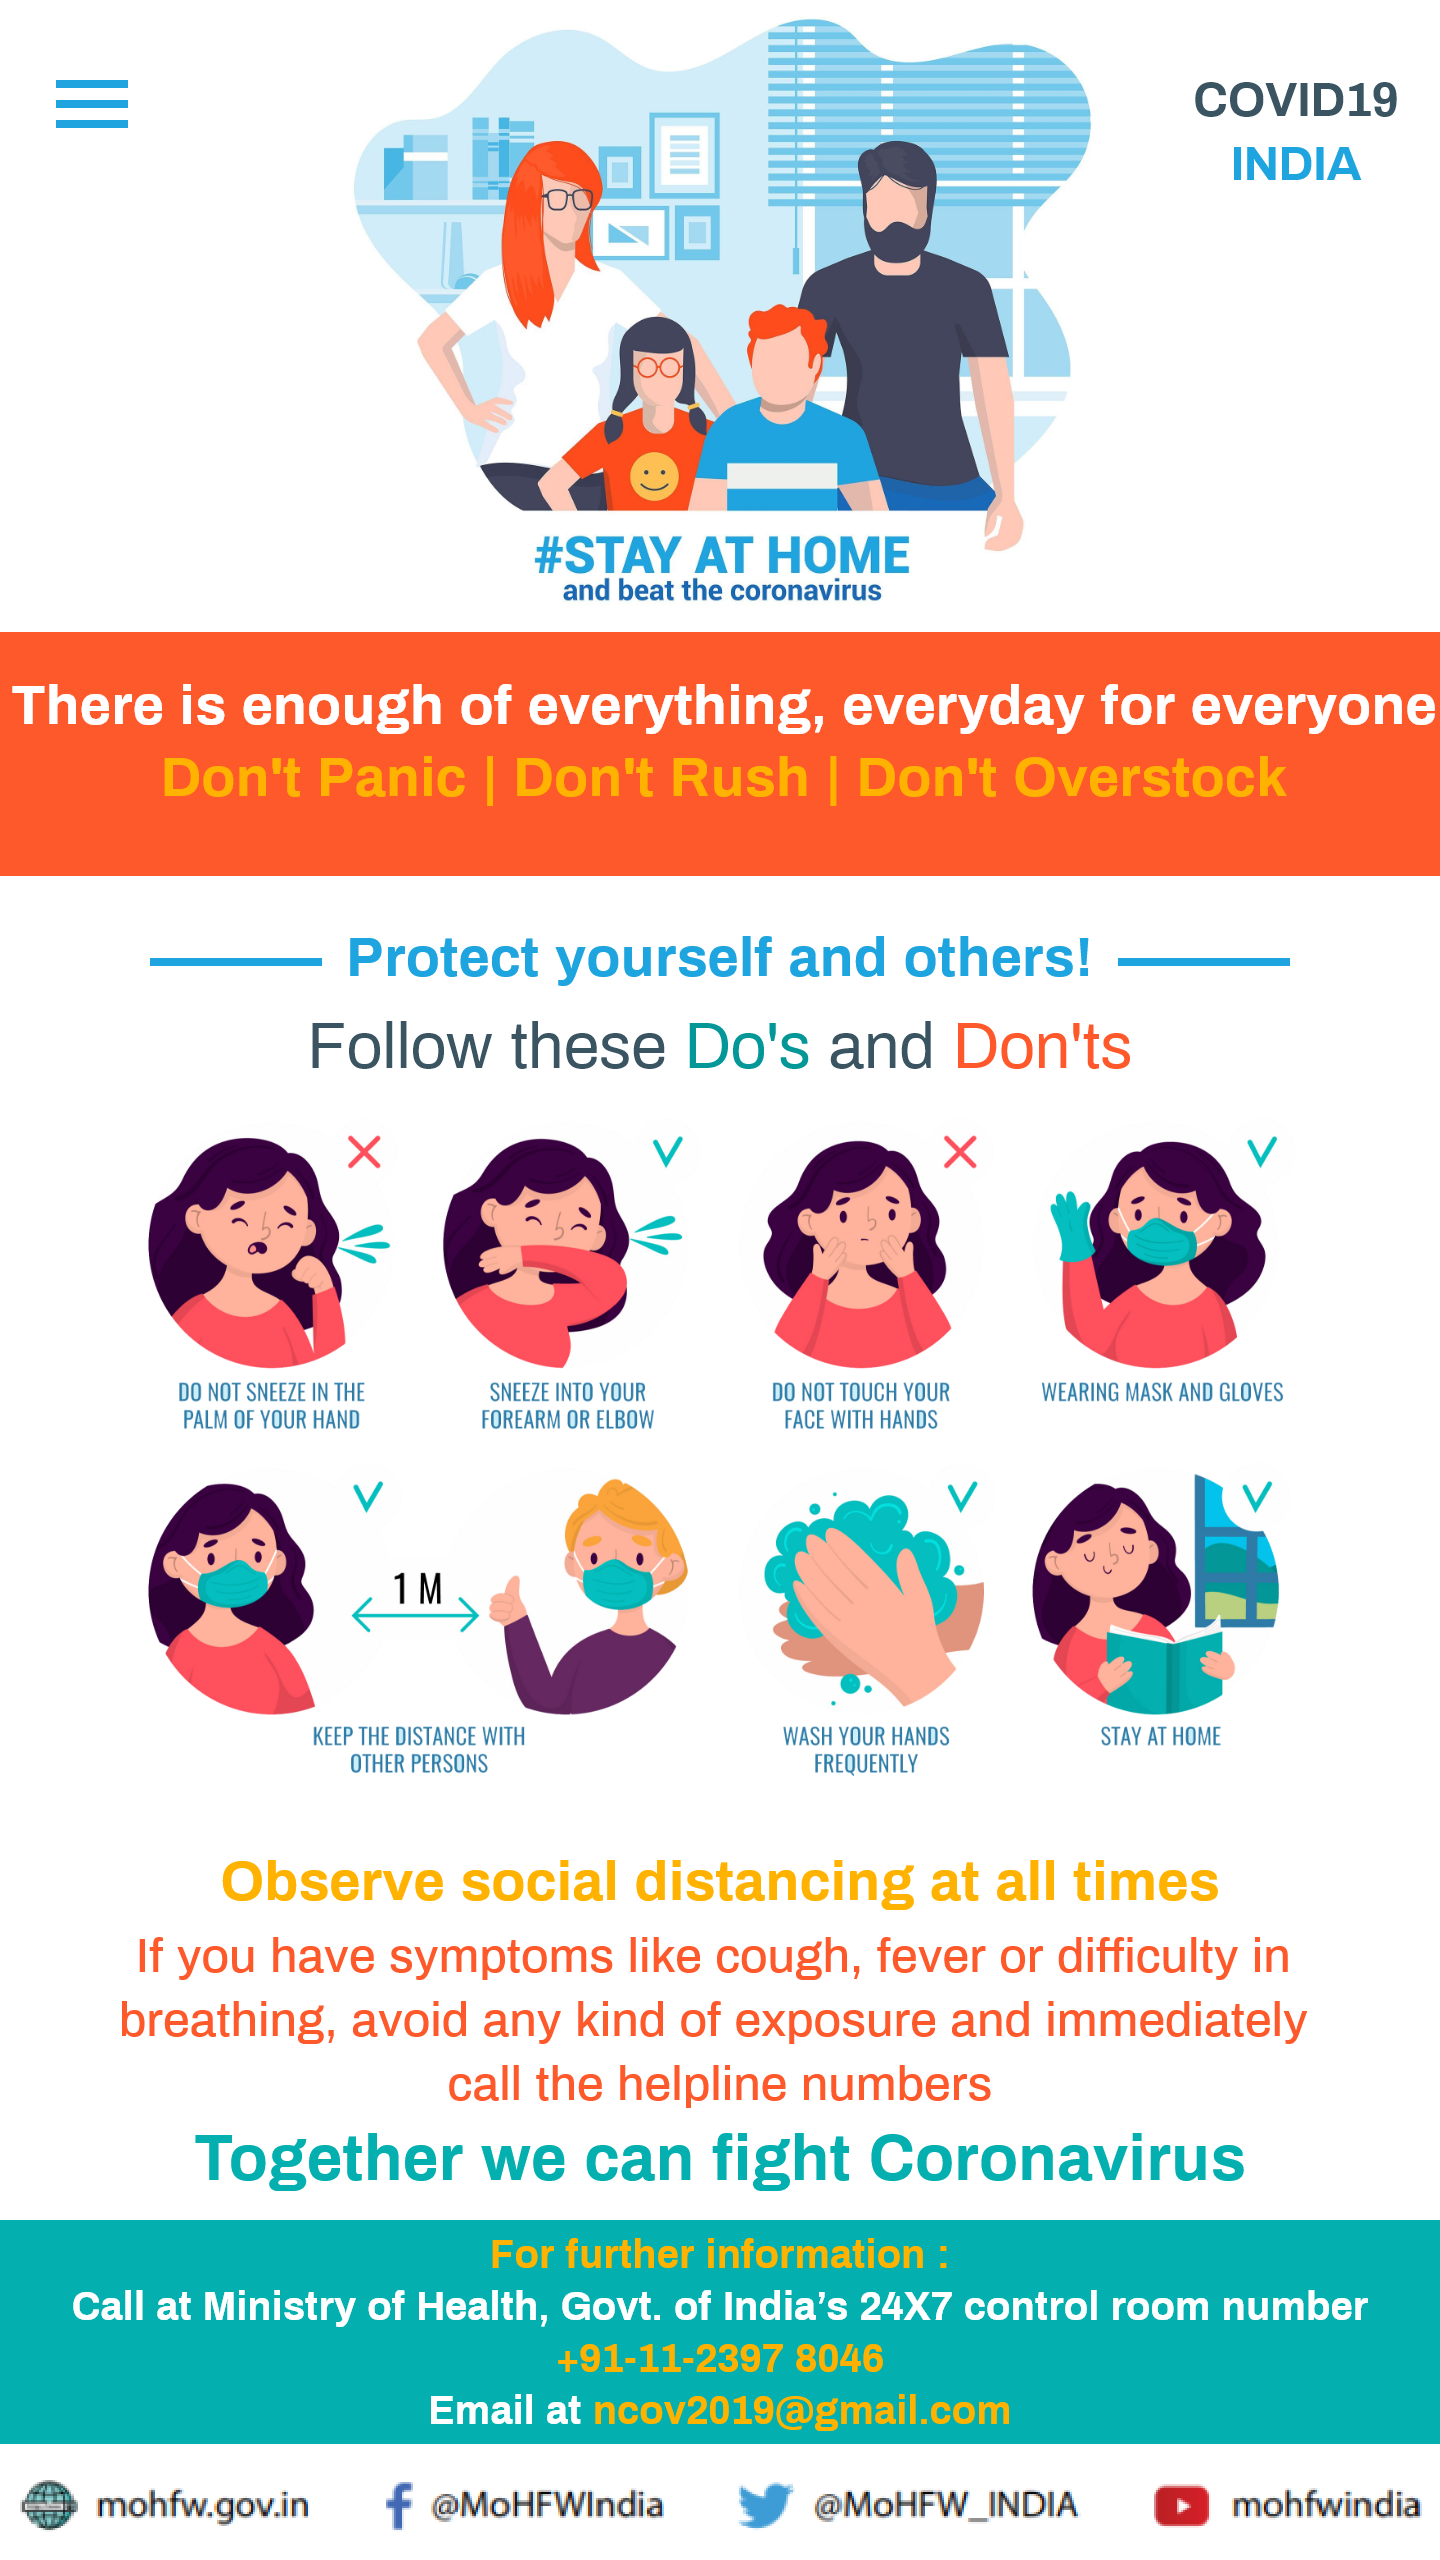 COVID19
INDIA
#STAY AT HOME
and beat the coronavirus
There is enough of everything, everyday for everyone
Don't Panic | Don't Rush | Don't Overstock
Protect yourself and others!
Follow these Do's and Don'ts
DO NOT SNEEZE IN THE
PALM OF YOUR HAND
SNEEZE INTO YOUR
FOREARM OR ELBOW
DO NOT TOUCH YOUR
FACE WITH HANDS
WEARING MASK AND GLOVES
1 M
KEEP THE DISTANCE WITH
OTHER PERSONS
WASH YOUR HANDS
FREQUENTLY
STAY AT HOME
Observe social distancing at all times
If you have symptoms like cough, fever or difficulty in
breathing, avoid any kind of exposure and immediately
call the helpline numbers
Together we can fight Coronavirus
For further information :
Call at Ministry of Health, Govt. of India’s 24X7 control room number
+91-11-2397 8046
Email at ncov2019@gmail.com
mohfw.gov.in @MoHFWIndia @MoHFW_INDIA mohfwindia